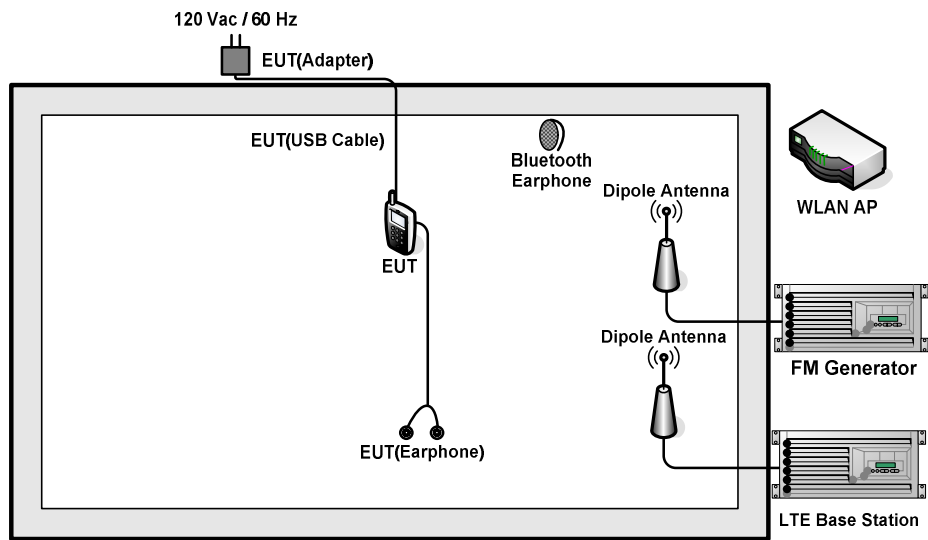 120 Vac / 60 Hz
EUT(Adapter)
EUT(USB Cable)
Bluetooth
Earphone
Dipole Antenna
WLAN AP
EUT
Dipole Antenna
FM Generator
EUT(Earphone)
LTE Base Station